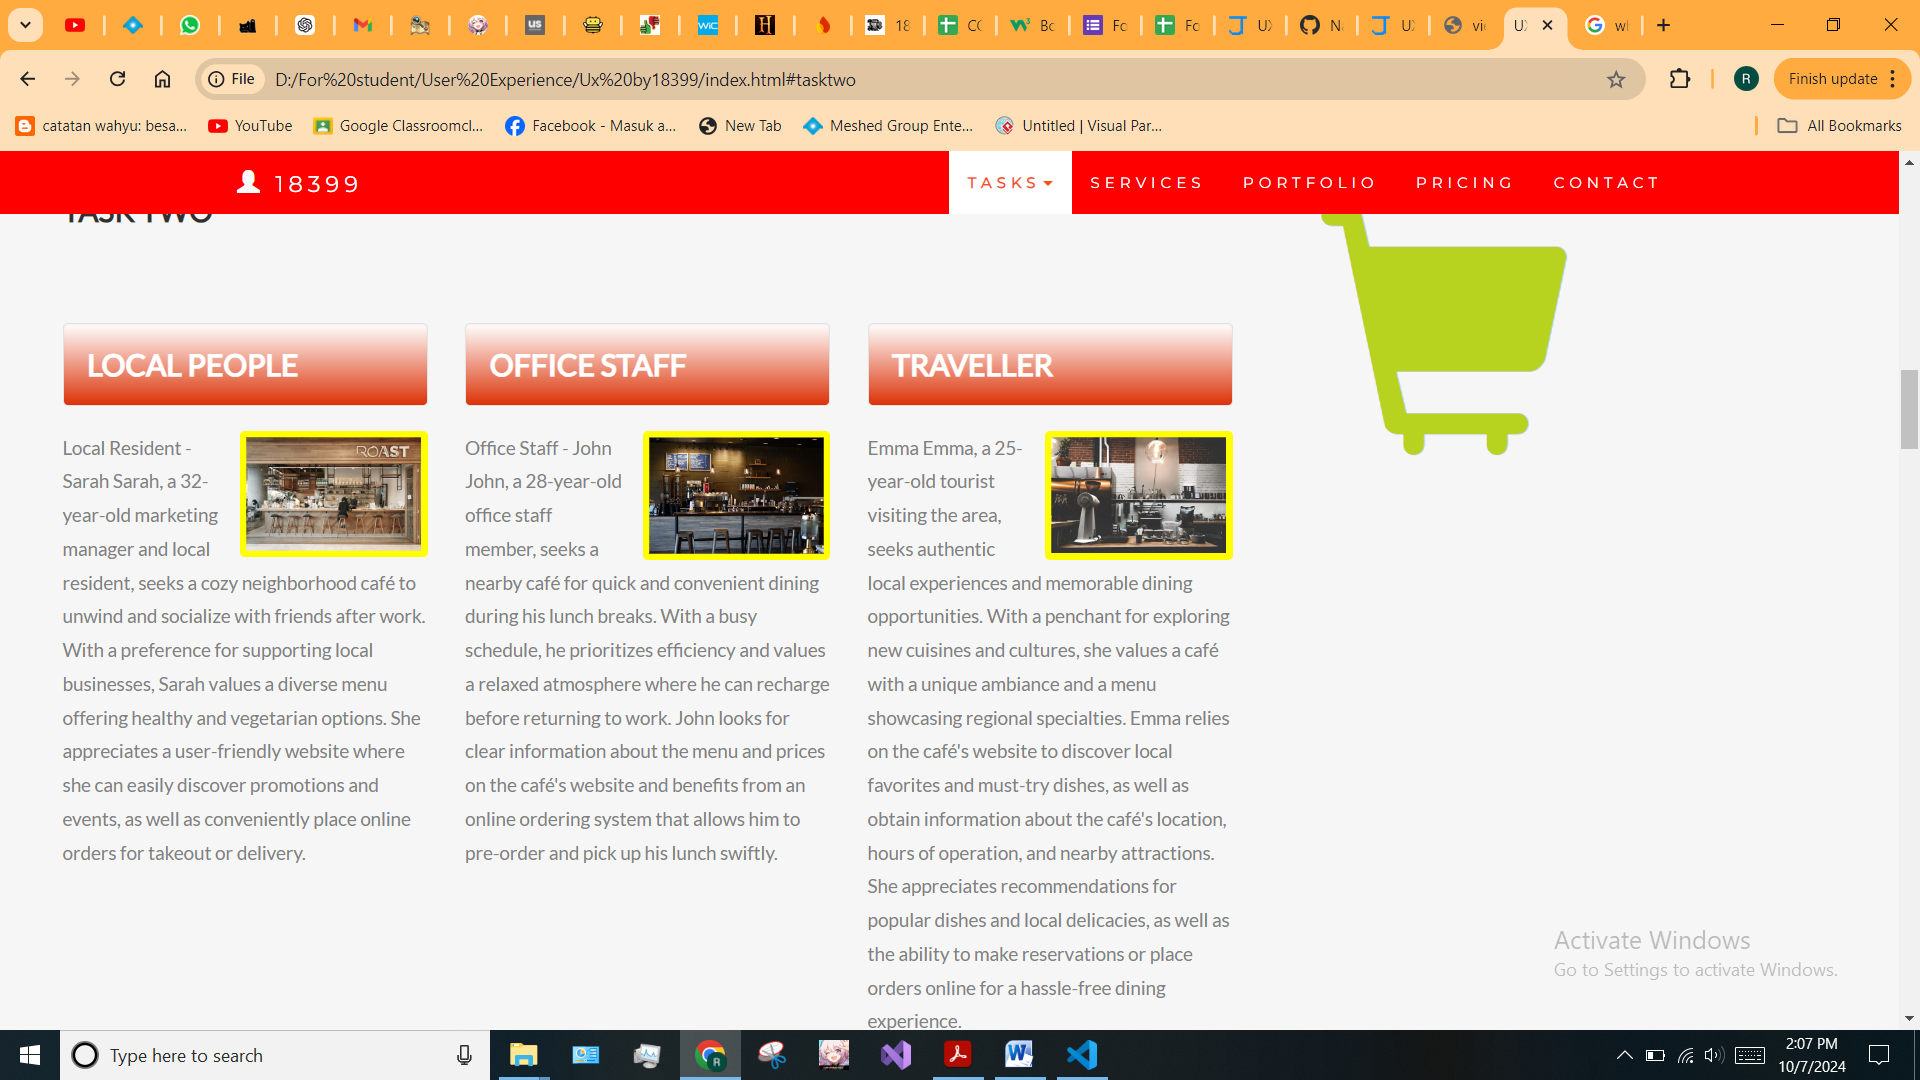 18
CC
Bo
Fo
Fo
UX
N
UX
vi
UX
wl
File
D:/For%20student/User%20Experience/Ux%20by18399/index.html#tasktwo
R
Finish update
catatan wahyu: besa...
YouTube
Google Classroomcl...
Facebook - Masuk a...
New Tab
Meshed Group Ente...
Untitled | Visual Par...
All Bookmarks
18399
TASKS
SERVICES
PORTFOLIO
PRICING
CONTACT
TASK TWO
LOCAL PEOPLE
ROAST
Local Resident -
Sarah Sarah, a 32-
year-old marketing
manager and local
resident, seeks a cozy neighborhood café to
unwind and socialize with friends after work.
With a preference for supporting local
businesses, Sarah values a diverse menu
offering healthy and vegetarian options. She
appreciates a user-friendly website where
she can easily discover promotions and
events, as well as conveniently place online
orders for takeout or delivery.
OFFICE STAFF
Office Staff - John
John, a 28-year-old
office staff
member, seeks a
nearby café for quick and convenient dining
during his lunch breaks. With a busy
schedule, he prioritizes efficiency and values
a relaxed atmosphere where he can recharge
before returning to work. John looks for
clear information about the menu and prices
on the café's website and benefits from an
online ordering system that allows him to
pre-order and pick up his lunch swiftly.
TRAVELLER
Emma Emma, a 25-
year-old tourist
visiting the area,
seeks authentic
local experiences and memorable dining
opportunities. With a penchant for exploring
new cuisines and cultures, she values a café
with a unique ambiance and a menu
showcasing regional specialties. Emma relies
on the café's website to discover local
favorites and must-try dishes, as well as
obtain information about the café's location,
hours of operation, and nearby attractions.
She appreciates recommendations for
popular dishes and local delicacies, as well as
the ability to make reservations or place
orders online for a hassle-free dining
experience.
Activate Windows
Go to Settings to activate Windows.
Type here to search
2:07 PM
10/7/2024